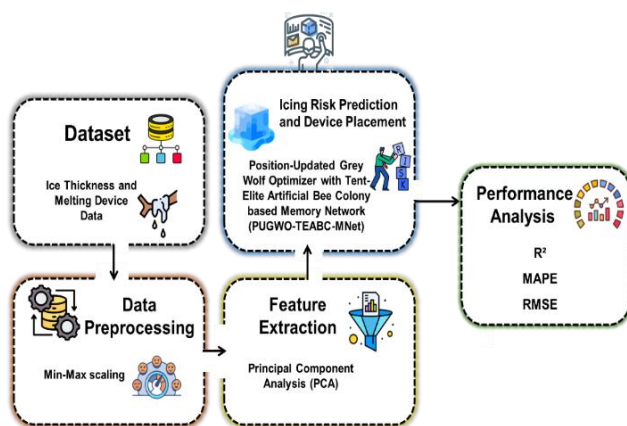 Dataset
Ice Thickness and
Melting Device
Data
Data
Preprocessing
Min-Max scaling
Feature
Extraction
Principal Component
Analysis (PCA)
Icing Risk Prediction
and Device Placement
Position-Updated Grey
Wolf Optimizer with Tent-
Elite Artificial Bee Colony
based Memory Network
(PUGWO-TEABC-MNet)
R
I
S
K
Performance
Analysis
R²
MAPE
RMSE